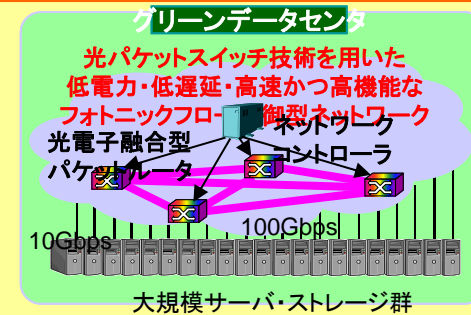 グリーンデータセンタ
光パケットスイッチ技術を用いた
低電力・低遅延・高速かつ高機能な
フォトニックフロー制御型ネットワーク
ネットワーク
コントローラ
光電子融合型
パケットルータ
10Gbps
100Gbps
大規模サーバ・ストレージ群